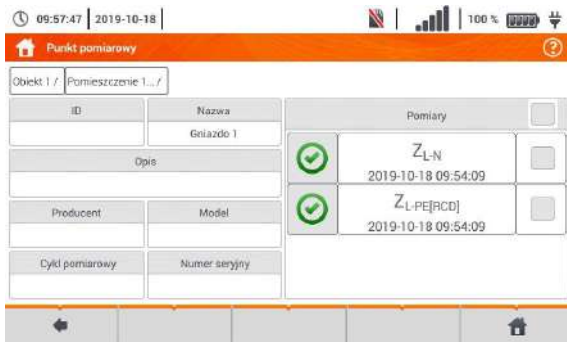 09:57:47 2019-10-18 100 %
Punkt pomiarowy
Obiekt 1 / Pomieszczenie 1... /
ID Nazwa Pomiary
Gniazdo 1
Opis
ZL-N
2019-10-18 09:54:09
Producent Model
ZL-PE[RCD]
2019-10-18 09:54:09
Cykl pomiarowy Numer seryjny